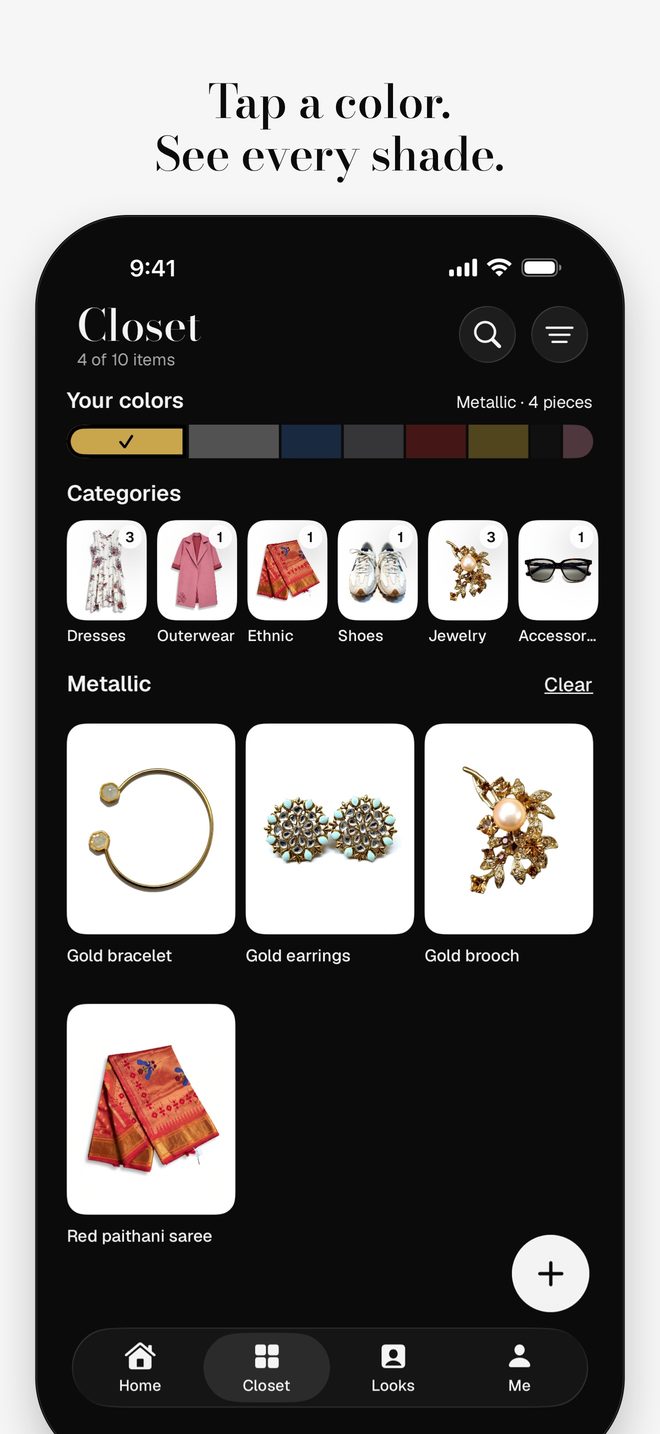 Tap a color.
See every shade.
9:41
Closet
4 of 10 items
Your colors
Metallic · 4 pieces
Categories
3
1
1
1
3
1
Dresses
Outerwear
Ethnic
Shoes
Jewelry
Accessor...
Metallic
Clear
Gold bracelet
Gold earrings
Gold brooch
Red paithani saree
Home
Closet
Looks
Me